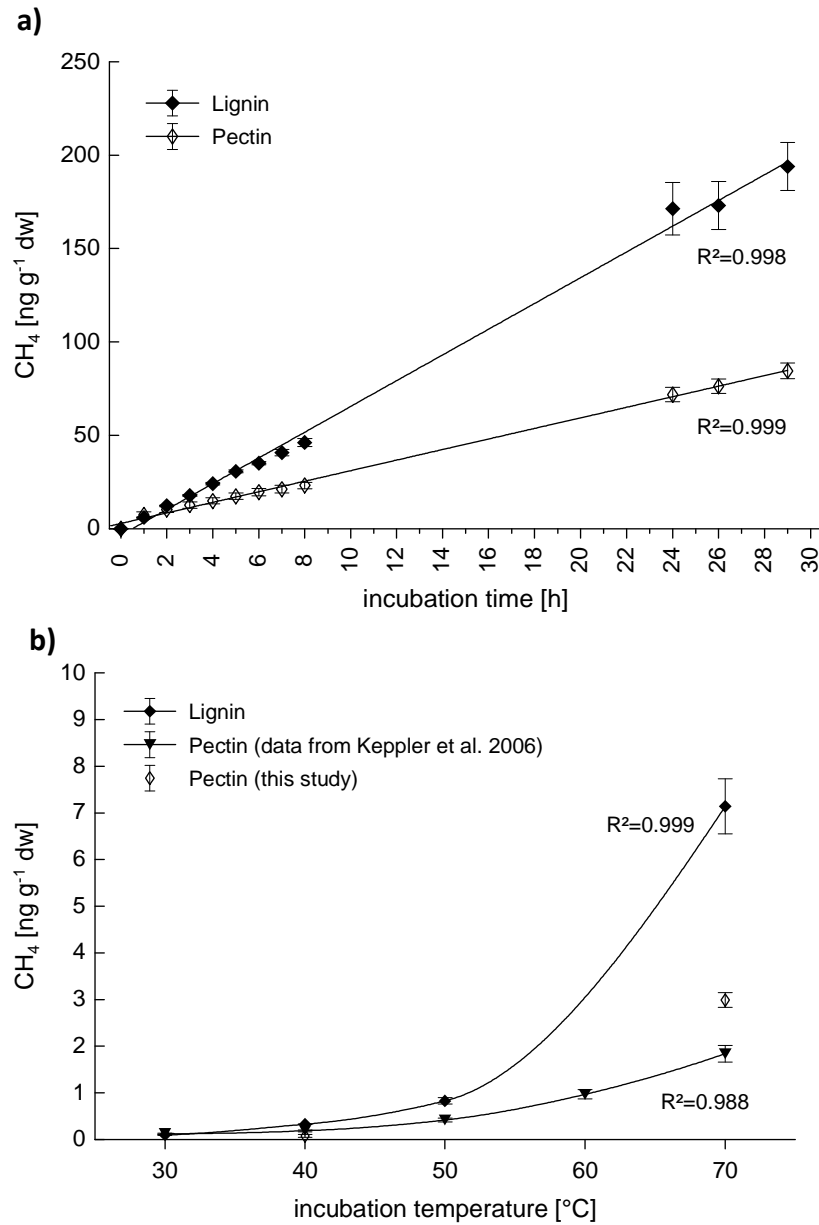 a)
250
200
150
100
50
0
CH₄ [ng g⁻¹ dw]
Lignin
Pectin
R²=0.998
R²=0.999
0 2 4 6 8 10 12 14 16 18 20 22 24 26 28 30
incubation time [h]
b)
10
9
8
7
6
5
4
3
2
1
0
CH₄ [ng g⁻¹ dw]
Lignin
Pectin (data from Keppler et al. 2006)
Pectin (this study)
R²=0.999
R²=0.988
30 40 50 60 70
incubation temperature [°C]